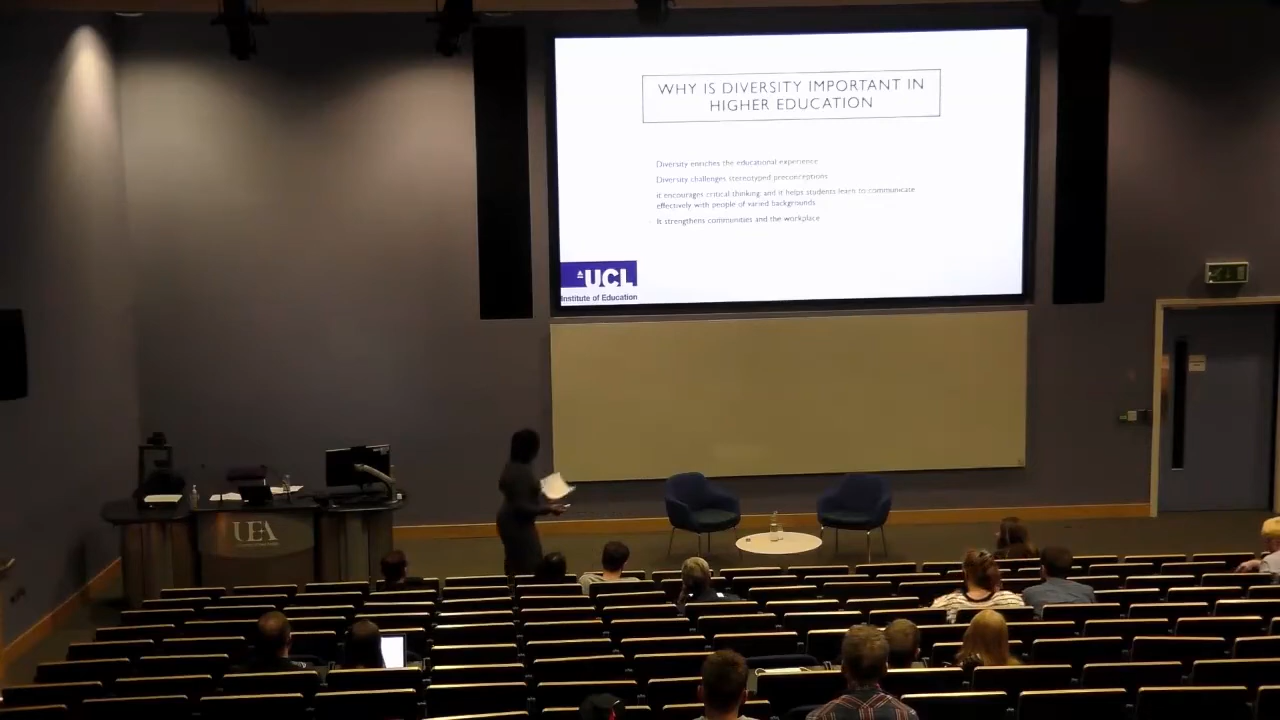 WHY IS DIVERSITY IMPORTANT IN
HIGHER EDUCATION
Diversity enriches the educational experience
Diversity challenges stereotyped preconceptions
it encourages critical thinking and it helps students learn to communicate
effectively with people of varied backgrounds
It strengthens communities and the workplace
UCL
Institute of Education
UEA